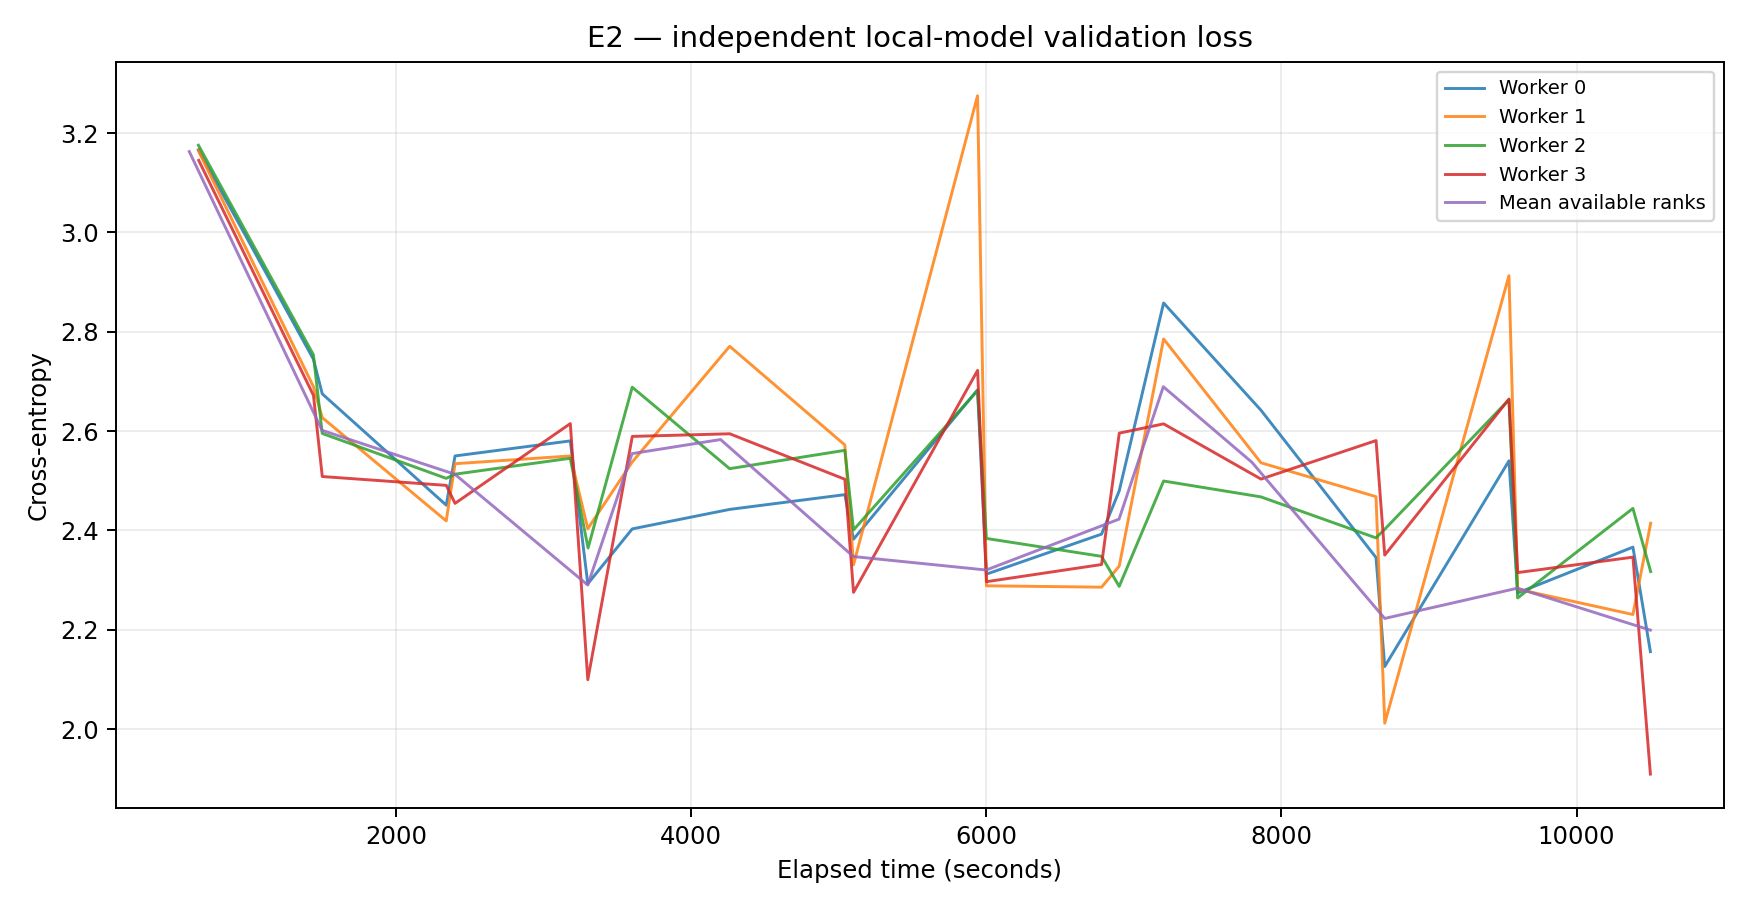 E2 — independent local-model validation loss
Worker 0
Worker 1
Worker 2
Worker 3
Mean available ranks
Cross-entropy
3.2
3.0
2.8
2.6
2.4
2.2
2.0
2000
4000
6000
8000
10000
Elapsed time (seconds)